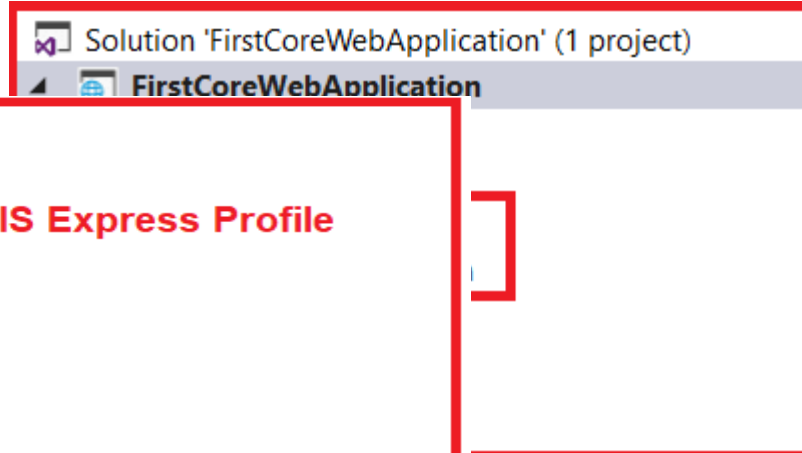 Solution 'FirstCoreWebApplication' (1 project)
FirstCoreWebApplication
IS Express Profile